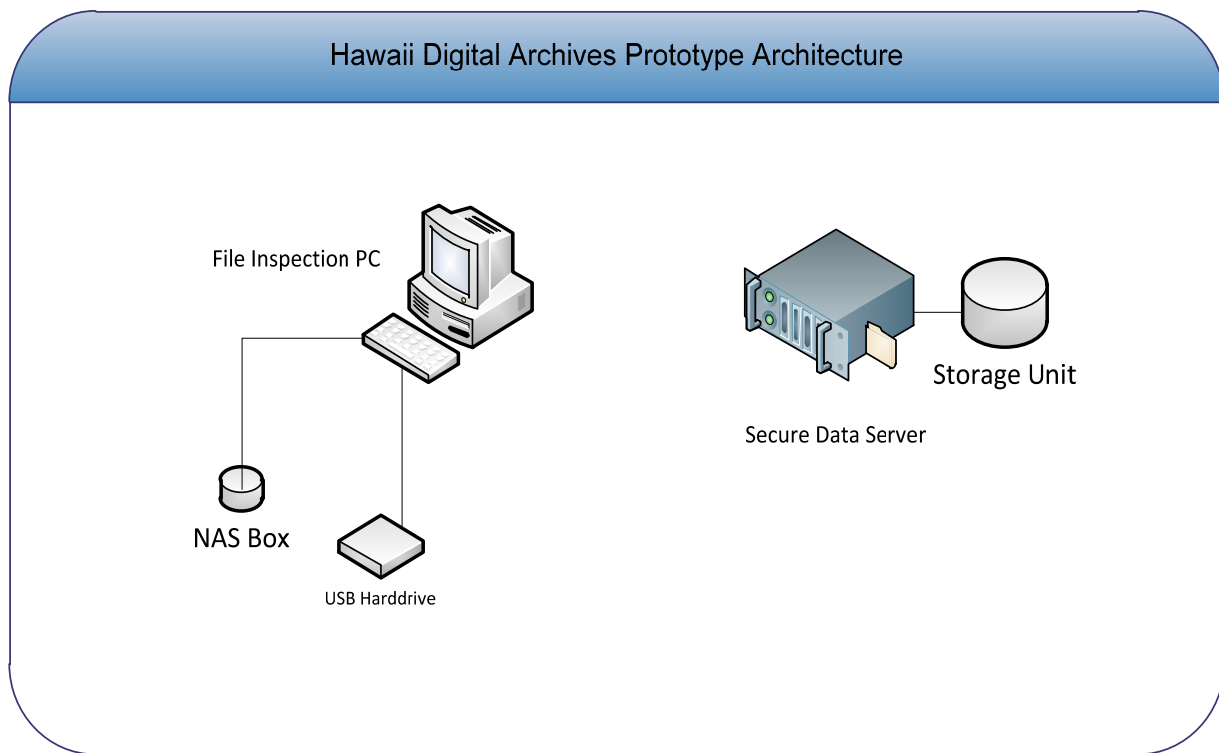 Hawaii Digital Archives Prototype Architecture
File Inspection PC
Storage Unit
Secure Data Server
NAS Box
USB Harddrive